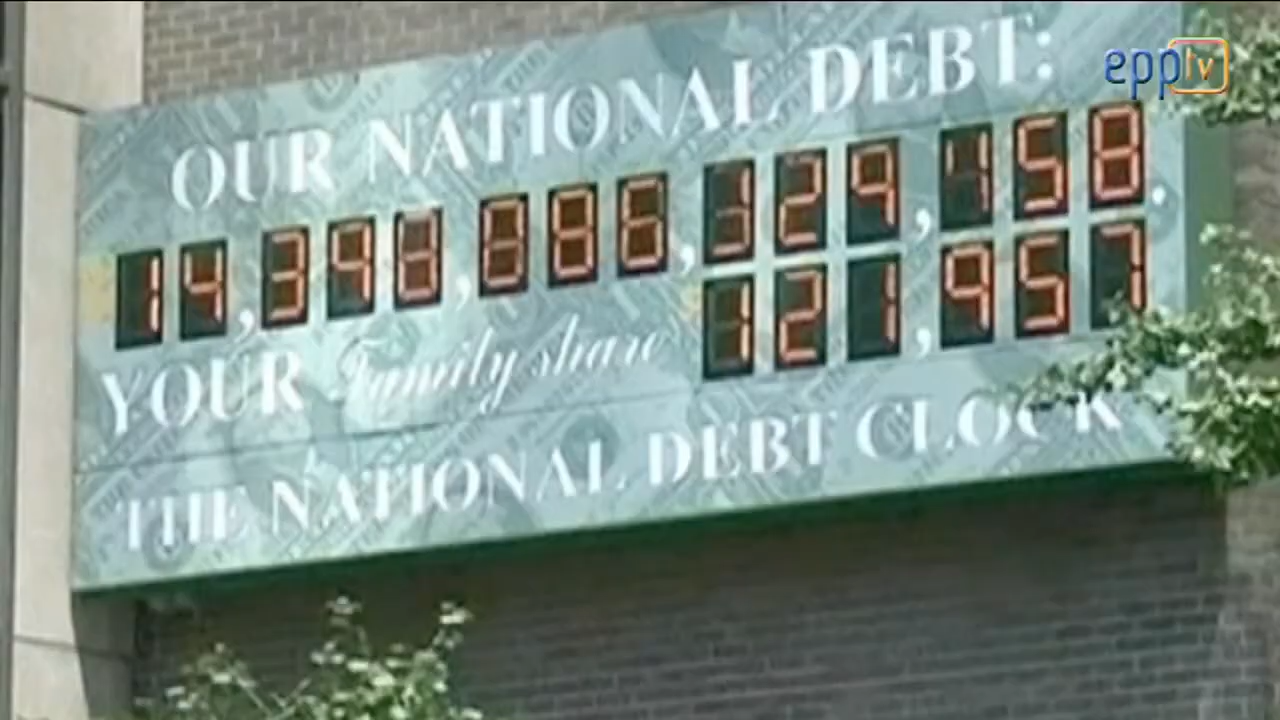 epptv
OUR NATIONAL DEBT:
YOUR Family share
121,957
THE NATIONAL DEBT CLOCK